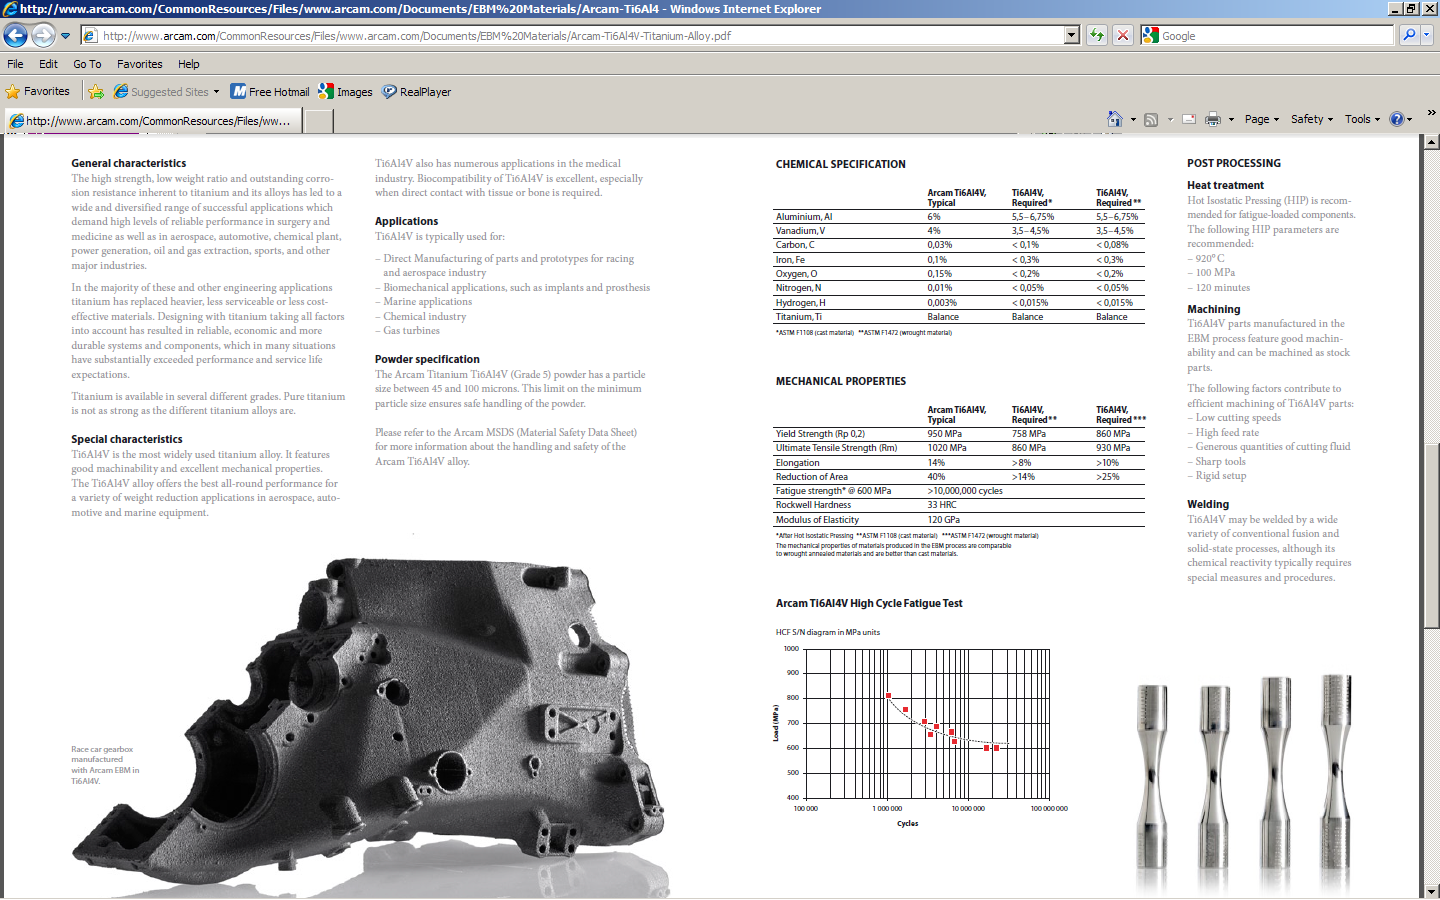 http://www.arcam.com/CommonResources/Files/www.arcam.com/Documents/EBM%20Materials/Arcam-Ti6Al4 - Windows Internet Explorer
http://www.arcam.com/CommonResources/Files/www.arcam.com/Documents/EBM%20Materials/Arcam-Ti6Al4V-Titanium-Alloy.pdf
Google
File Edit Go To Favorites Help
Favorites Suggested Sites Free Hotmail Images RealPlayer
http://www.arcam.com/CommonResources/Files/ww...
Page Safety Tools
General characteristics
The high strength, low weight ratio and outstanding corro-
sion resistance inherent to titanium and its alloys has led to a
wide and diversified range of successful applications which
demand high levels of reliable performance in surgery and
medicine as well as in aerospace, automotive, chemical plant,
power generation, oil and gas extraction, sports, and other
major industries.
In the majority of these and other engineering applications
titanium has replaced heavier, less serviceable or less cost-
effective materials. Designing with titanium taking all factors
into account has resulted in reliable, economic and more
durable systems and components, which in many situations
have substantially exceeded performance and service life
expectations.
Titanium is available in several different grades. Pure titanium
is not as strong as the different titanium alloys are.
Special characteristics
Ti6Al4V is the most widely used titanium alloy. It features
good machinability and excellent mechanical properties.
The Ti6Al4V alloy offers the best all-round performance for
a variety of weight reduction applications in aerospace, auto-
motive and marine equipment.
Ti6Al4V also has numerous applications in the medical
industry. Biocompatibility of Ti6Al4V is excellent, especially
when direct contact with tissue or bone is required.
Applications
Ti6Al4V is typically used for:
– Direct Manufacturing of parts and prototypes for racing
and aerospace industry
– Biomechanical applications, such as implants and prosthesis
– Marine applications
– Chemical industry
– Gas turbines
Powder specification
The Arcam Titanium Ti6Al4V (Grade 5) powder has a particle
size between 45 and 100 microns. This limit on the minimum
particle size ensures safe handling of the powder.
Please refer to the Arcam MSDS (Material Safety Data Sheet)
for more information about the handling and safety of the
Arcam Ti6Al4V alloy.
Race car gearbox
manufactured
with Arcam EBM in
Ti6Al4V.
CHEMICAL SPECIFICATION
Arcam Ti6Al4V, Ti6Al4V, Ti6Al4V,
Typical Required* Required**
Aluminium, Al 6% 5,5–6,75% 5,5–6,75%
Vanadium, V 4% 3,5–4,5% 3,5–4,5%
Carbon, C 0,03% < 0,1% < 0,08%
Iron, Fe 0,1% < 0,3% < 0,3%
Oxygen, O 0,15% < 0,2% < 0,2%
Nitrogen, N 0,01% < 0,05% < 0,05%
Hydrogen, H 0,003% < 0,015% < 0,015%
Titanium, Ti Balance Balance Balance
*ASTM F1108 (cast material) **ASTM F1472 (wrought material)
MECHANICAL PROPERTIES
Arcam Ti6Al4V, Ti6Al4V, Ti6Al4V,
Typical Required** Required***
Yield Strength (Rp 0,2) 950 MPa 758 MPa 860 MPa
Ultimate Tensile Strength (Rm) 1020 MPa 860 MPa 930 MPa
Elongation 14% >8% >10%
Reduction of Area 40% >14% >25%
Fatigue strength* @ 600 MPa >10,000,000 cycles
Rockwell Hardness 33 HRC
Modulus of Elasticity 120 GPa
*After Hot Isostatic Pressing **ASTM F1108 (cast material) ***ASTM F1472 (wrought material)
The mechanical properties of materials produced in the EBM process are comparable
to wrought annealed materials and are better than cast materials.
Arcam Ti6Al4V High Cycle Fatigue Test
HCF S/N diagram in MPa units
1000
900
800
700
600
500
400
Load (MPa)
100 000 1 000 000 10 000 000 100 000 000
Cycles
POST PROCESSING
Heat treatment
Hot Isostatic Pressing (HIP) is recom-
mended for fatigue-loaded components.
The following HIP parameters are
recommended:
– 920° C
– 100 MPa
– 120 minutes
Machining
Ti6Al4V parts manufactured in the
EBM process feature good machin-
ability and can be machined as stock
parts.
The following factors contribute to
efficient machining of Ti6Al4V parts:
– Low cutting speeds
– High feed rate
– Generous quantities of cutting fluid
– Sharp tools
– Rigid setup
Welding
Ti6Al4V may be welded by a wide
variety of conventional fusion and
solid-state processes, although its
chemical reactivity typically requires
special measures and procedures.